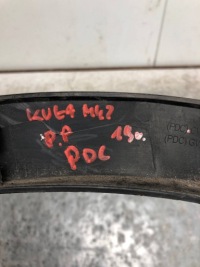 KUGA MK2
P.P 190.
PDC
(PDC
(PDC) C